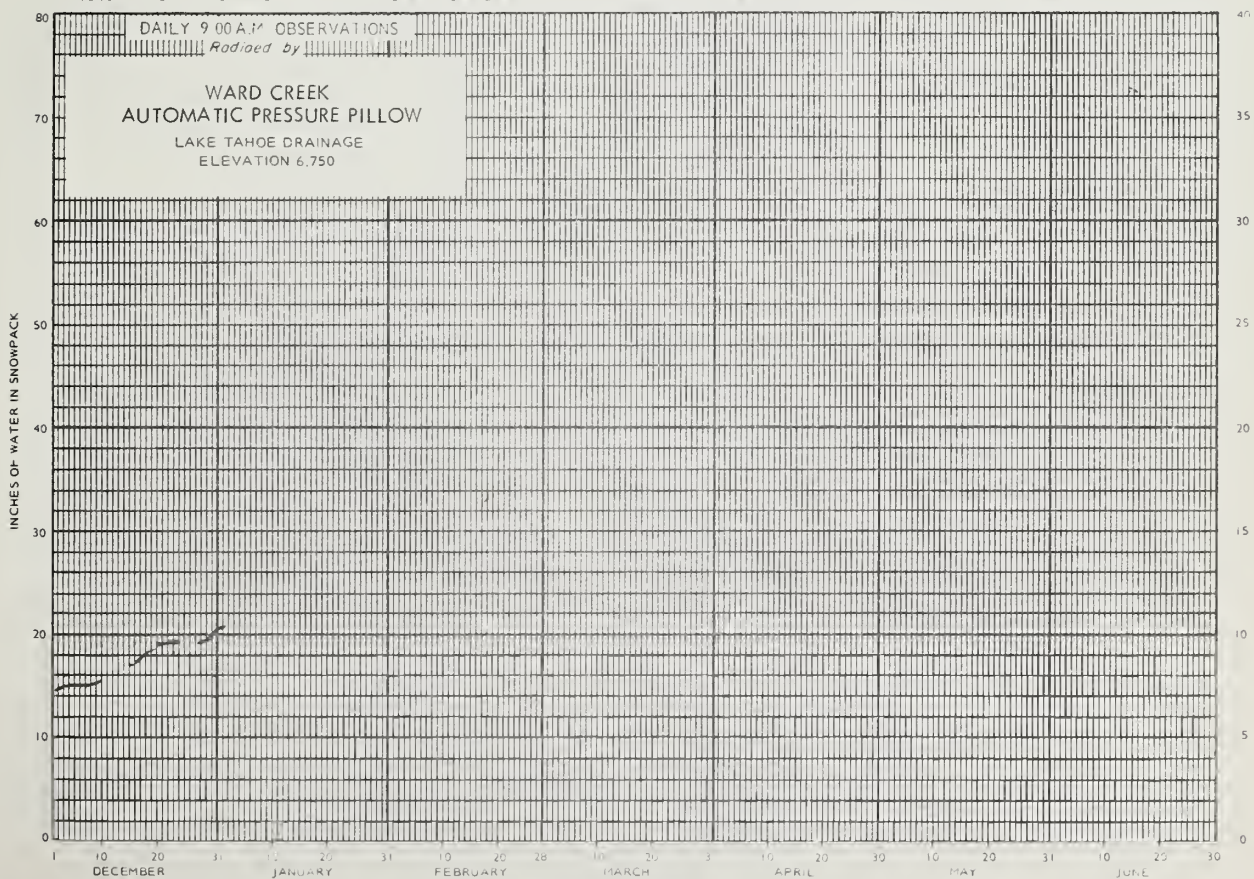 DAILY 9 00 A.M OBSERVATIONS
Radioed by
WARD CREEK
AUTOMATIC PRESSURE PILLOW
LAKE TAHOE DRAINAGE
ELEVATION 6,750
80 40
70 35
60 30
50 25
40 20
30 15
20 10
10 5
0 0
INCHES OF WATER IN SNOWPACK
1 10 20 31 10 20 31 10 20 28 10 20 31 10 20 30 10 20 31 10 20 30
DECEMBER JANUARY FEBRUARY MARCH APRIL MAY JUNE